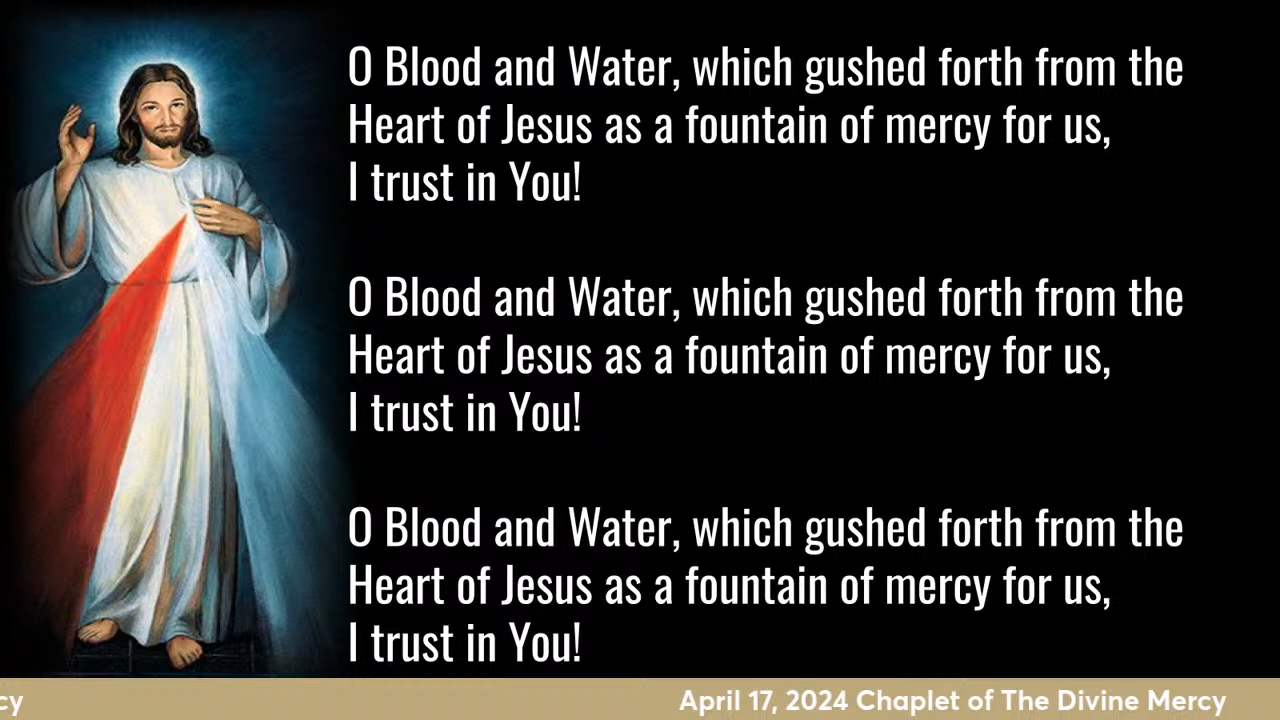 O Blood and Water, which gushed forth from the
Heart of Jesus as a fountain of mercy for us,
I trust in You!
O Blood and Water, which gushed forth from the
Heart of Jesus as a fountain of mercy for us,
I trust in You!
O Blood and Water, which gushed forth from the
Heart of Jesus as a fountain of mercy for us,
I trust in You!
cy April 17, 2024 Chaplet of The Divine Mercy